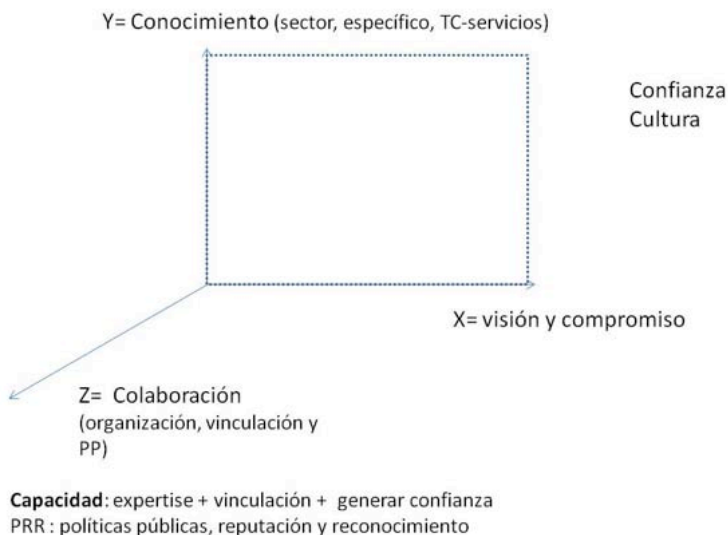 Y= Conocimiento (sector, específico, TC-servicios)
Confianza
Cultura
X= visión y compromiso
Z= Colaboración
(organización, vinculación y
PP)
Capacidad: expertise + vinculación + generar confianza
PRR : políticas públicas, reputación y reconocimiento